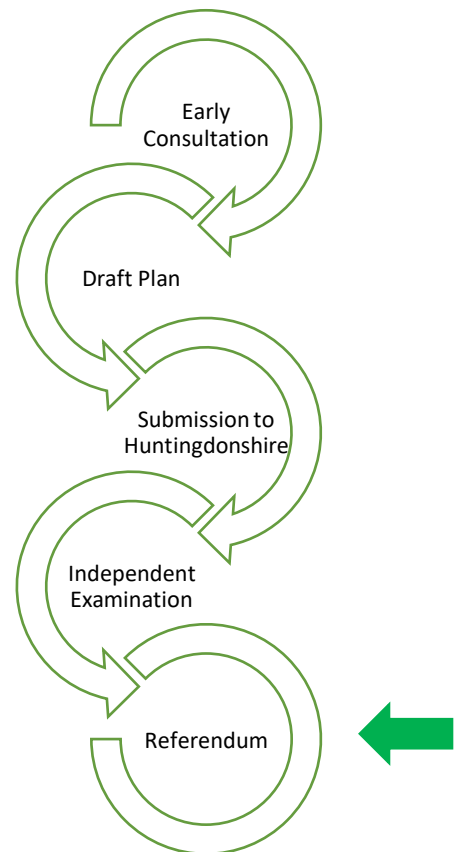 Early
Consultation
Draft Plan
Submission to
Huntingdonshire
Independent
Examination
Referendum